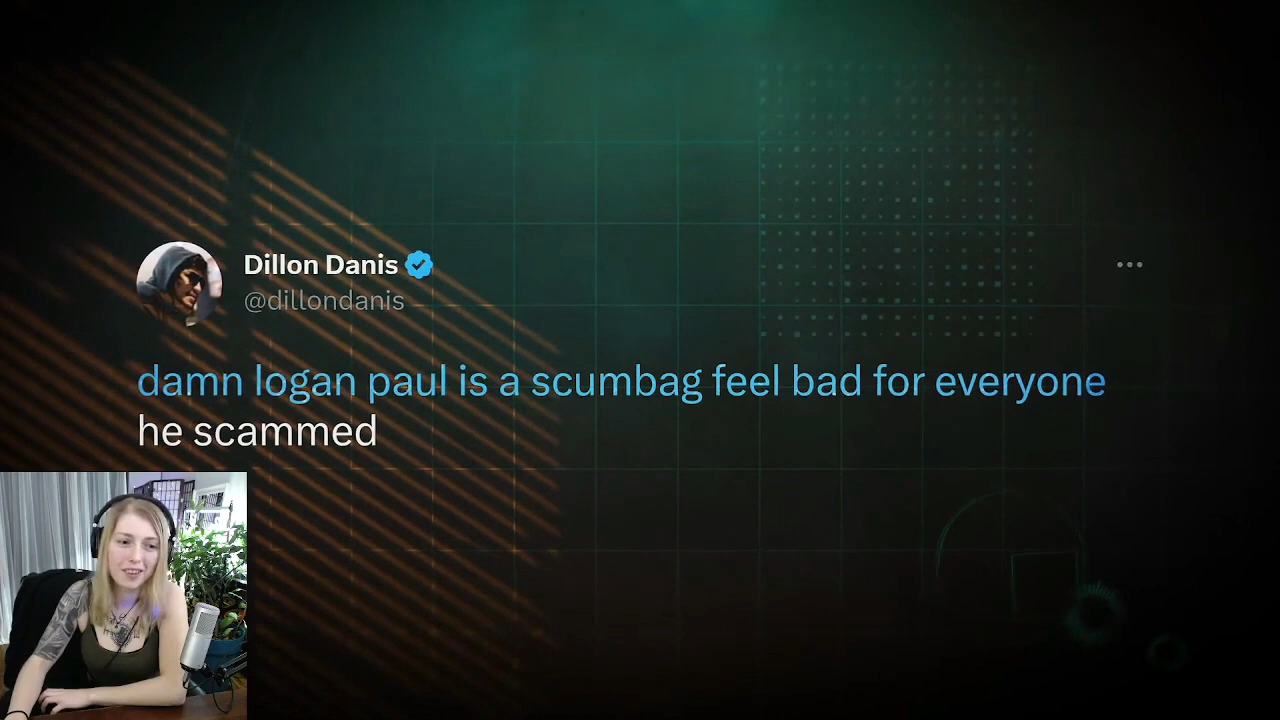 Dillon Danis
@dillondanis
damn logan paul is a scumbag feel bad for everyone
he scammed